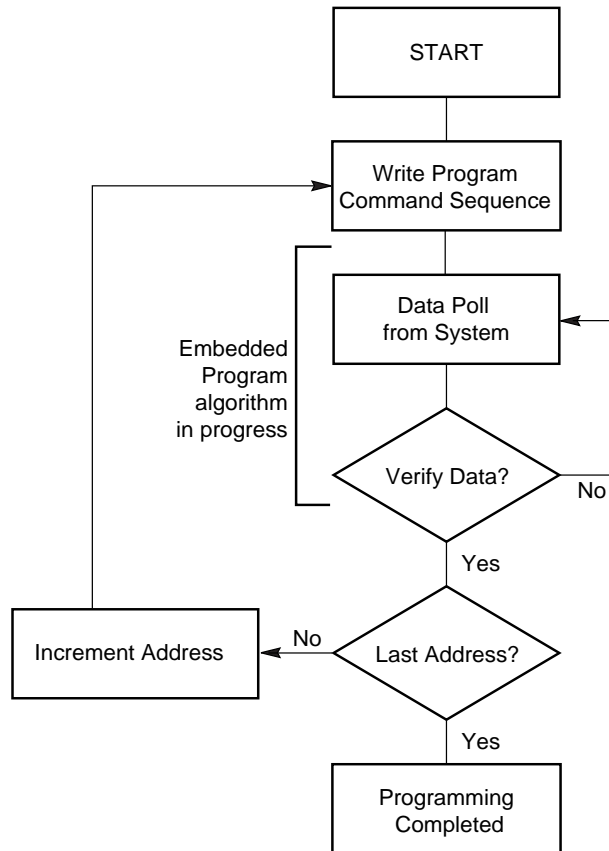 START
Write Program
Command Sequence
Data Poll
from System
Embedded
Program
algorithm
in progress
Verify Data?
No
Yes
Increment Address
No
Last Address?
Yes
Programming
Completed